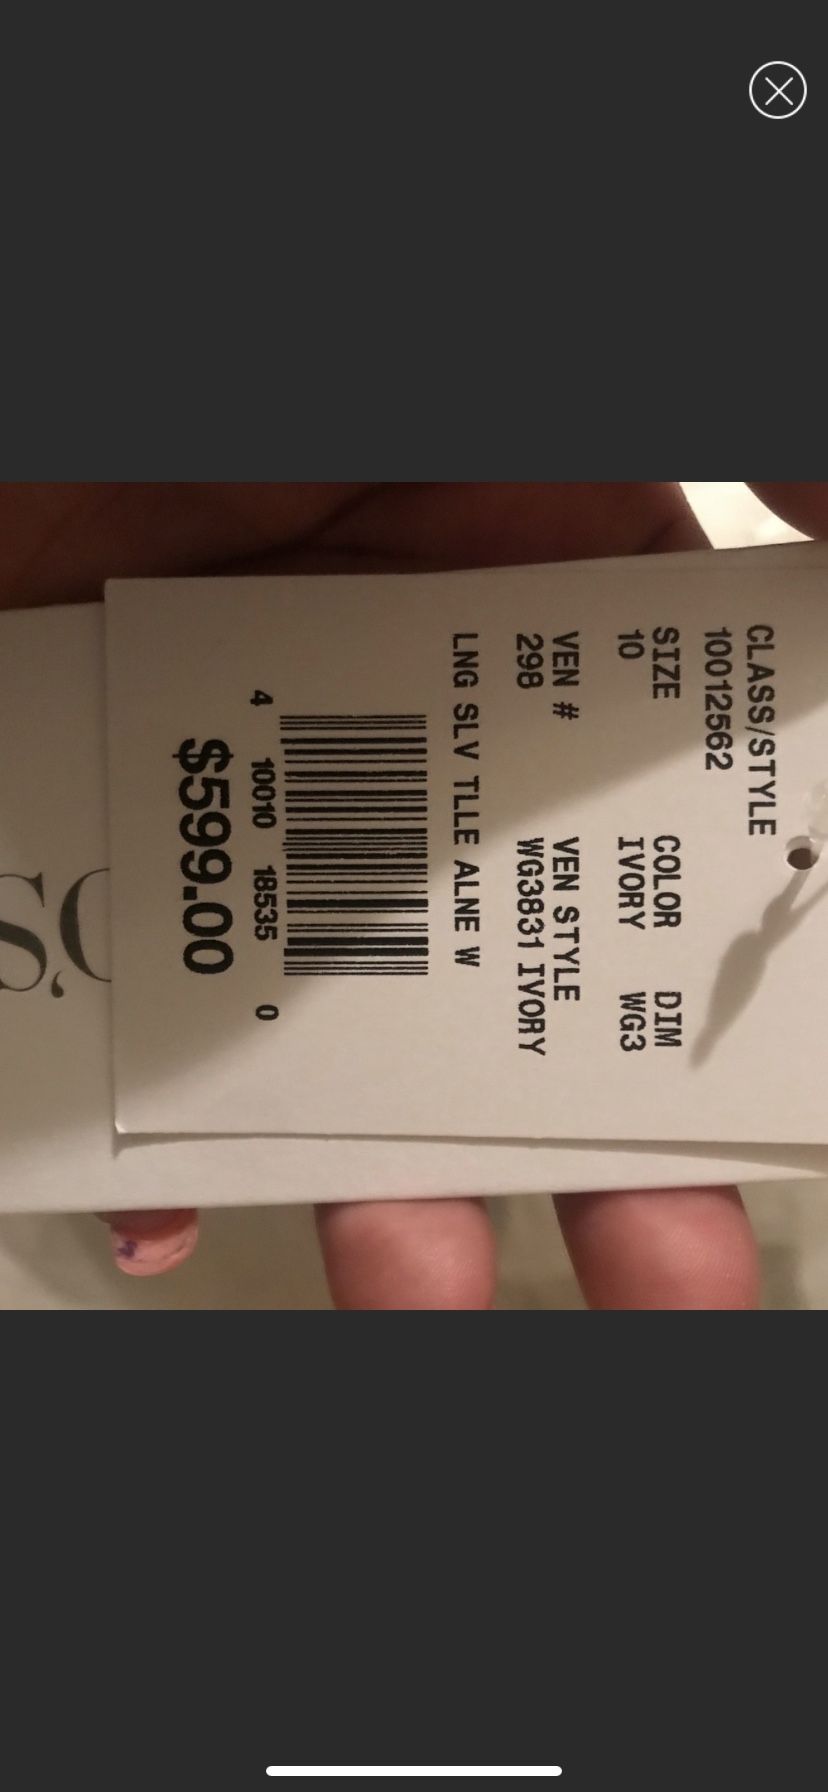 CLASS/STYLE
10012562
SIZE COLOR DIM
10 IVORY WG3
VEN # VEN STYLE
298 WG3831 IVORY
LNG SLV TLLE ALNE W
4 10010 18535 0
$599.00